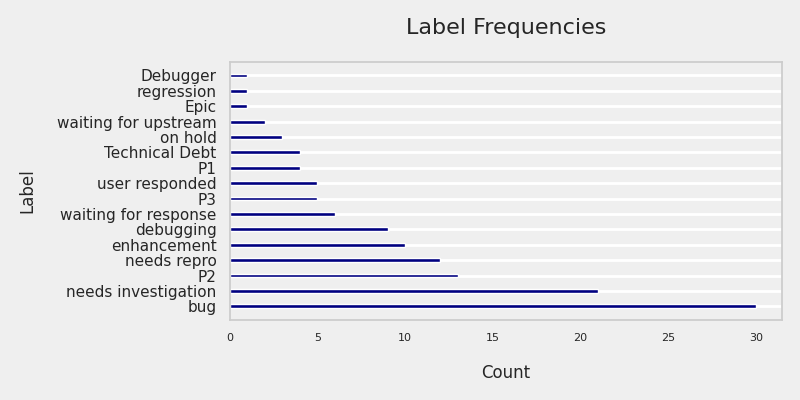 Label Frequencies
Label
Debugger
regression
Epic
waiting for upstream
on hold
Technical Debt
P1
user responded
P3
waiting for response
debugging
enhancement
needs repro
P2
needs investigation
bug
0 5 10 15 20 25 30
Count